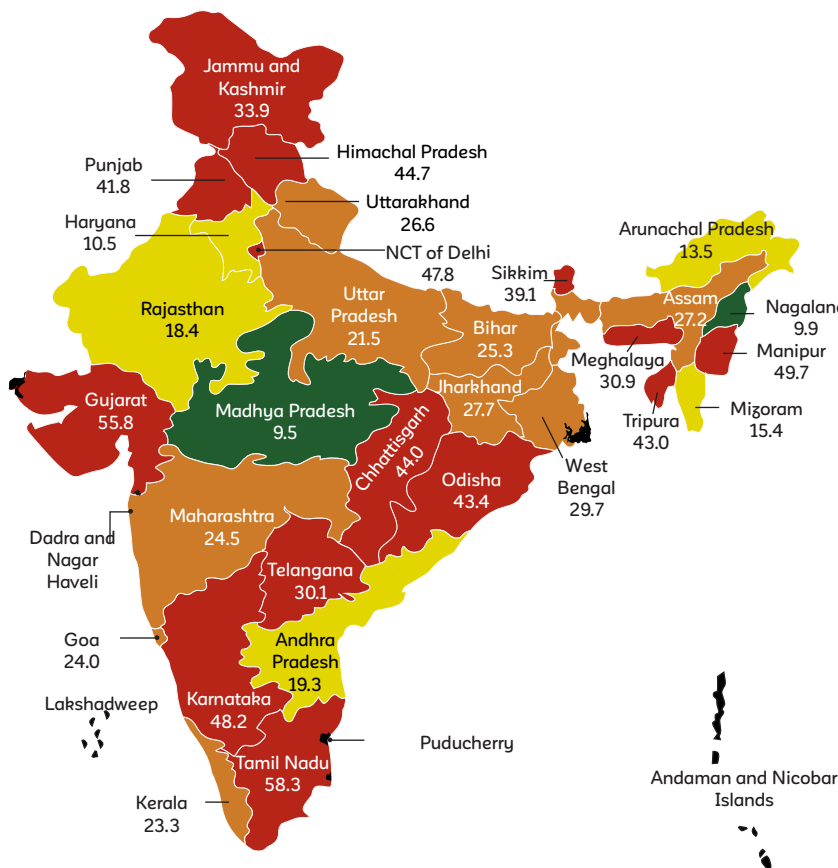 Jammu and
Kashmir
33.9
Himachal Pradesh
44.7
Punjab
41.8
Uttarakhand
26.6
Haryana
10.5
NCT of Delhi
47.8
Arunachal Pradesh
13.5
Sikkim
39.1
Rajasthan
18.4
Uttar
Pradesh
21.5
Bihar
25.3
Assam
27.2
Nagalan
9.9
Meghalaya
30.9
Manipur
49.7
Gujarat
55.8
Madhya Pradesh
9.5
Jharkhand
27.7
Tripura
43.0
Mizoram
15.4
Chhattisgarh
44.0
Odisha
43.4
West
Bengal
29.7
Dadra and
Nagar
Haveli
Maharashtra
24.5
Telangana
30.1
Goa
24.0
Andhra
Pradesh
19.3
Lakshadweep
Karnataka
48.2
Puducherry
Tamil Nadu
58.3
Kerala
23.3
Andaman and Nicobar
Islands